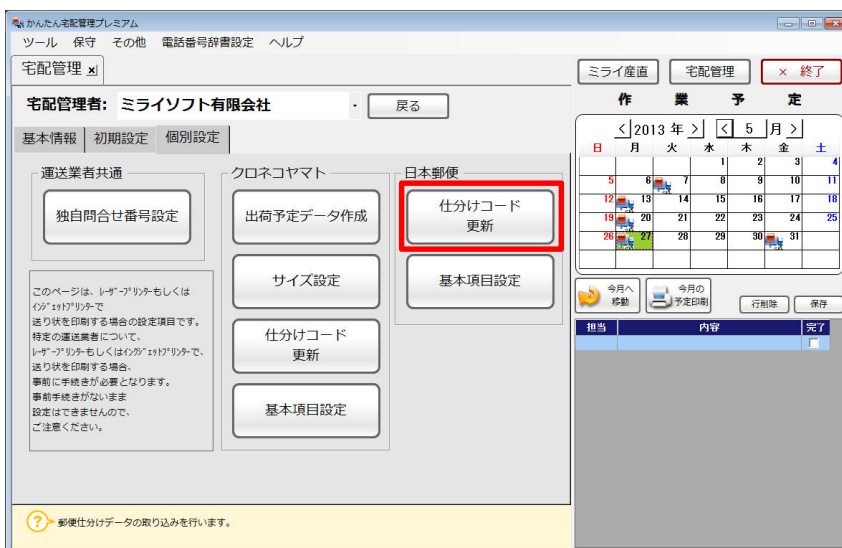 かんたん宅配管理プレミアム
ツール 保守 その他 電話番号辞書設定 ヘルプ
宅配管理 x
ミライ産直 宅配管理 × 終了
宅配管理者: ミライソフト有限会社 戻る
基本情報 初期設定 個別設定
運送業者共通
独自問合せ番号設定
このページは、ﾚｰｻﾞｰﾌﾟﾘﾝﾀｰもしくは
ｲﾝｸﾞｼﾞｪｯﾄﾌﾟﾘﾝﾀｰで
送り状を印刷する場合の設定項目です。
特定の運送業者について、
ﾚｰｻﾞｰﾌﾟﾘﾝﾀｰもしくはｲﾝｸｼﾞｪｯﾄﾌﾟﾘﾝﾀｰで、
送り状を印刷する場合、
事前に手続きが必要となります。
事前手続きがないまま
設定はできませんので、
ご注意ください。
クロネコヤマト
出荷予定データ作成
サイズ設定
仕分けコード
更新
基本項目設定
日本郵便
仕分けコード
更新
基本項目設定
作 業 予 定
< 2013 年 > < 5 月 >
日 月 火 水 木 金 土
1 2 3 4
5 6 7 8 9 10 11
12 13 14 15 16 17 18
19 20 21 22 23 24 25
26 27 28 29 30 31
今月へ
移動
今月の
予定印刷
行削除 保存
担当 内容 完了
? 郵便仕分けデータの取り込みを行います。